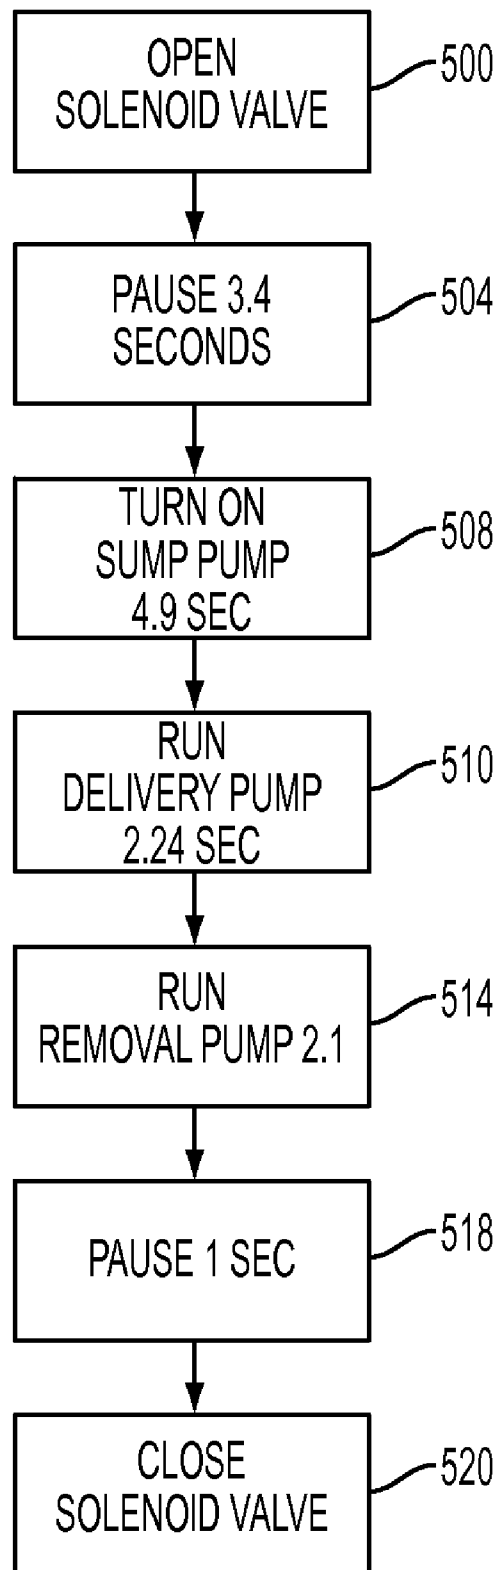 OPEN
SOLENOID VALVE
500
PAUSE 3.4
SECONDS
504
TURN ON
SUMP PUMP
4.9 SEC
508
RUN
DELIVERY PUMP
2.24 SEC
510
RUN
REMOVAL PUMP 2.1
514
PAUSE 1 SEC
518
CLOSE
SOLENOID VALVE
520